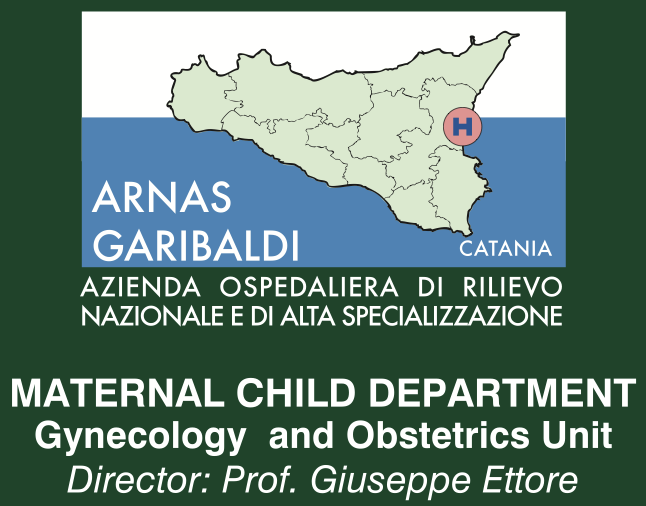 H
ARNAS
GARIBALDI
CATANIA
AZIENDA OSPEDALIERA DI RILIEVO
NAZIONALE E DI ALTA SPECIALIZZAZIONE
MATERNAL CHILD DEPARTMENT
Gynecology and Obstetrics Unit
Director: Prof. Giuseppe Ettore